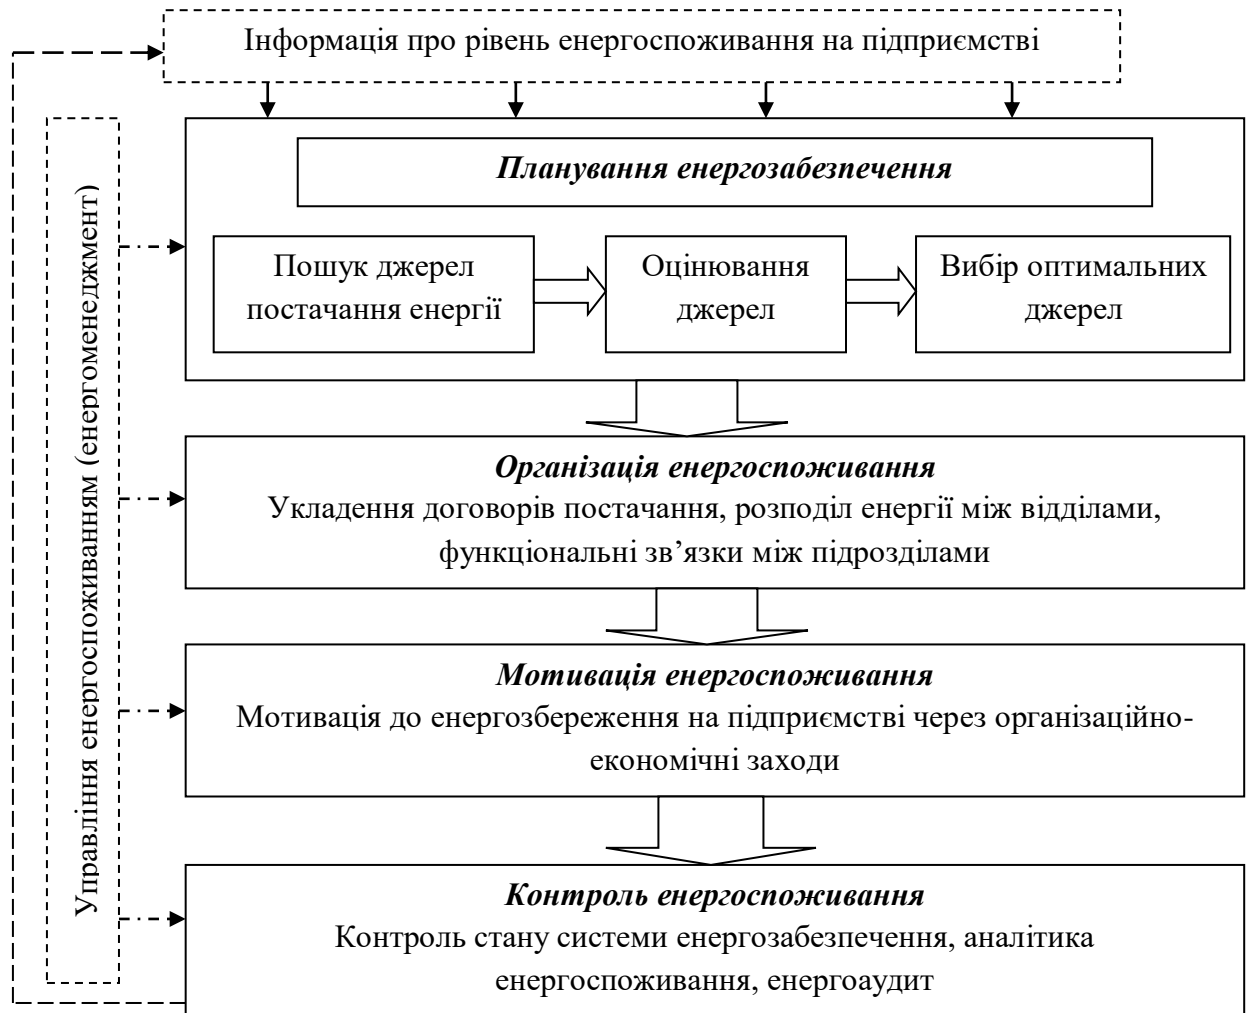 Інформація про рівень енергоспоживання на підприємстві
Управління енергоспоживанням (енергоменеджмент)
Планування енергозабезпечення
Пошук джерел
постачання енергії
Оцінювання
джерел
Вибір оптимальних
джерел
Організація енергоспоживання
Укладення договорів постачання, розподіл енергії між відділами,
функціональні зв’язки між підрозділами
Мотивація енергоспоживання
Мотивація до енергозбереження на підприємстві через організаційно-
економічні заходи
Контроль енергоспоживання
Контроль стану системи енергозабезпечення, аналітика
енергоспоживання, енергоаудит